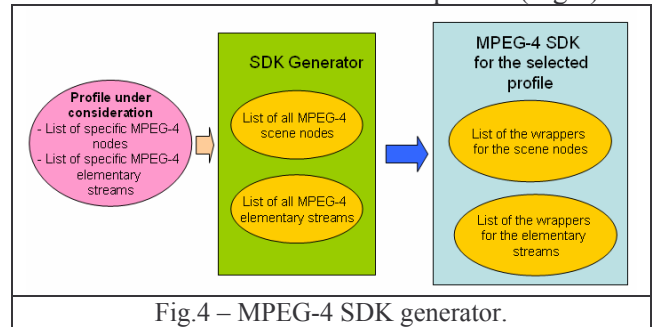 Profile under
consideration
- List of specific MPEG-4
nodes
- List of specific MPEG-4
elementary
streams
SDK Generator
List of all MPEG-4
scene nodes
List of all MPEG-4
elementary streams
MPEG-4 SDK
for the selected
profile
List of the wrappers
for the scene nodes
List of the wrappers
for the elementary
streams
Fig.4 – MPEG-4 SDK generator.